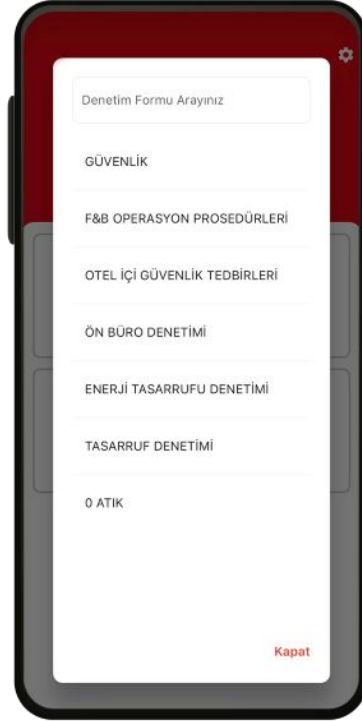 Denetim Formu Arayınız
GÜVENLİK
F&B OPERASYON PROSEDÜRLERİ
OTEL İÇİ GÜVENLİK TEDBİRLERİ
ÖN BÜRO DENETİMİ
ENERJİ TASARRUFU DENETİMİ
TASARRUF DENETİMİ
0 ATIK
Kapat